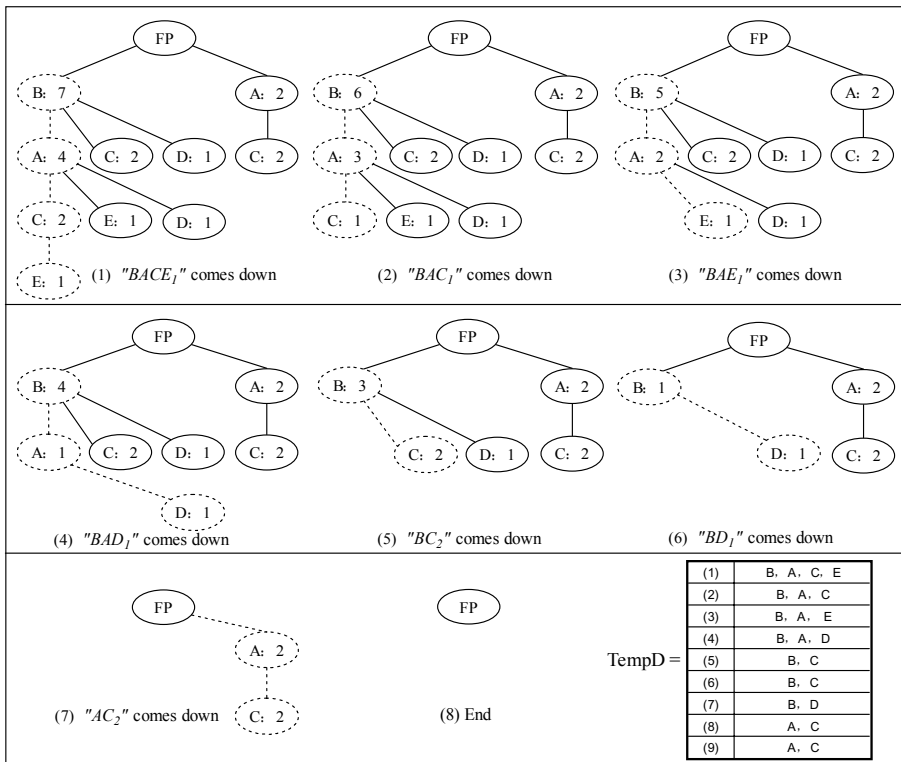 FP
B: 7
A: 2
A: 4
C: 2
D: 1
C: 2
C: 2
E: 1
D: 1
E: 1
(1) "BACE1" comes down
FP
B: 6
A: 2
A: 3
C: 2
D: 1
C: 2
C: 1
E: 1
D: 1
(2) "BAC1" comes down
FP
B: 5
A: 2
A: 2
C: 2
D: 1
C: 2
E: 1
D: 1
(3) "BAE1" comes down
FP
B: 4
A: 2
A: 1
C: 2
D: 1
C: 2
D: 1
(4) "BAD1" comes down
FP
B: 3
A: 2
C: 2
D: 1
C: 2
(5) "BC2" comes down
FP
B: 1
A: 2
D: 1
C: 2
(6) "BD1" comes down
FP
A: 2
C: 2
(7) "AC2" comes down
FP
(8) End
TempD =
(1) B, A, C, E
(2) B, A, C
(3) B, A, E
(4) B, A, D
(5) B, C
(6) B, C
(7) B, D
(8) A, C
(9) A, C